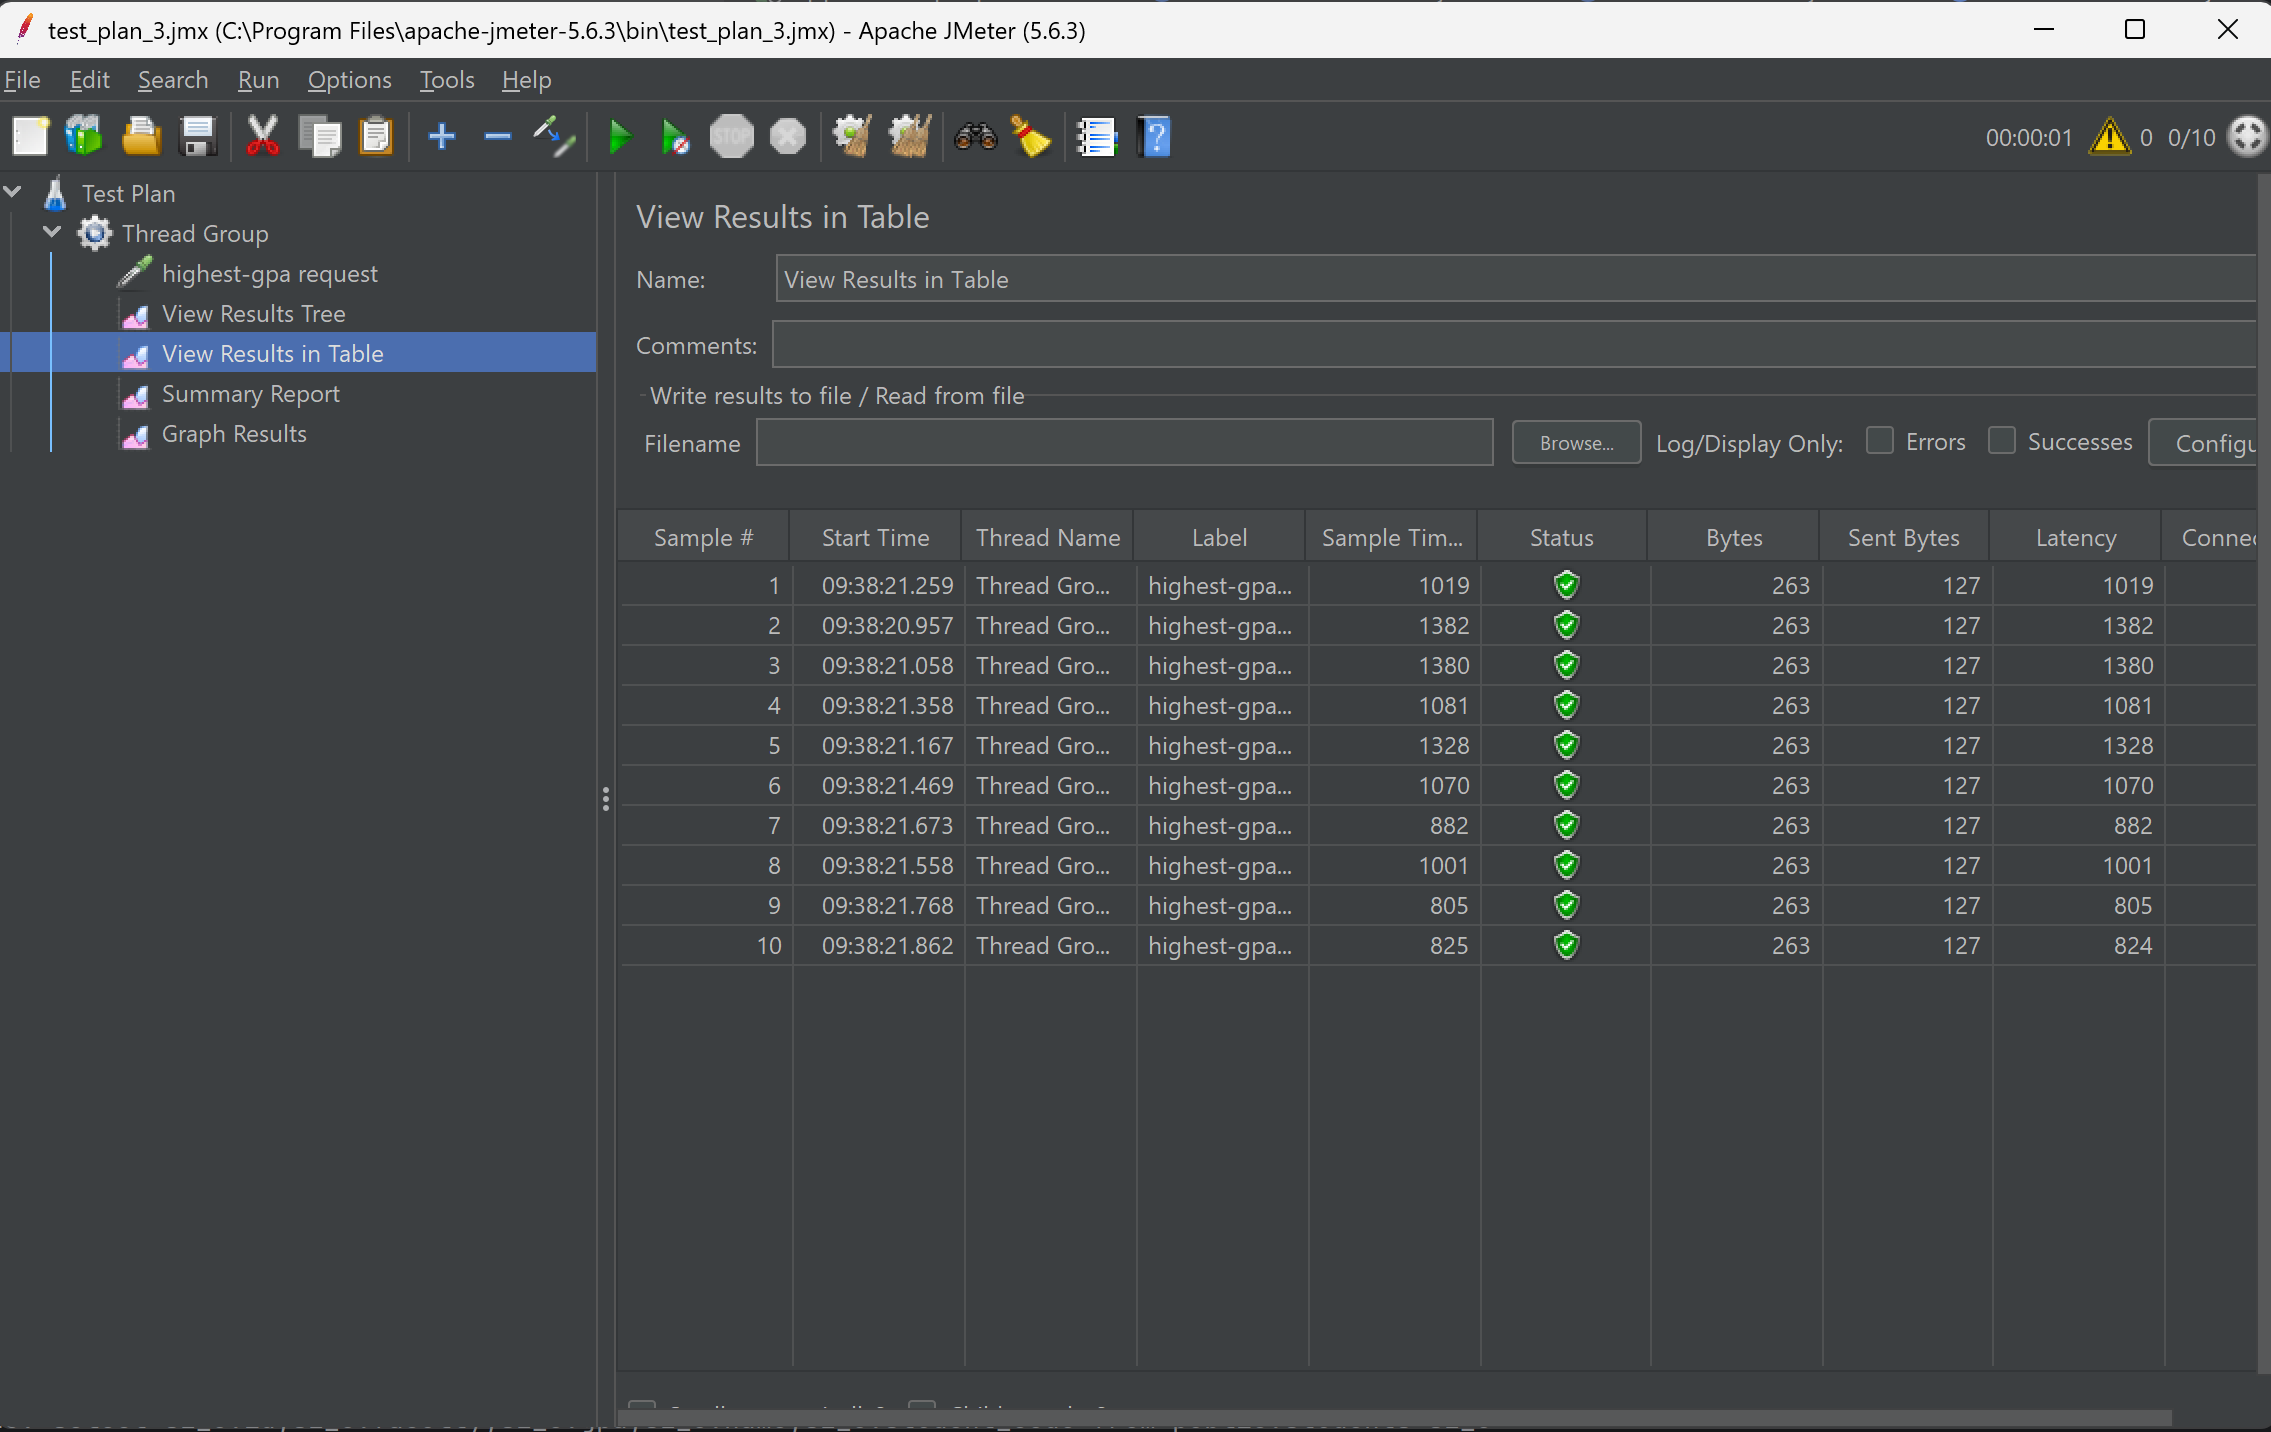 test_plan_3.jmx (C:\Program Files\apache-jmeter-5.6.3\bin\test_plan_3.jmx) - Apache JMeter (5.6.3)
File Edit Search Run Options Tools Help
STOP 00:00:01 0 0/10
Test Plan
Thread Group
highest-gpa request
View Results Tree
View Results in Table
Summary Report
Graph Results
View Results in Table
Name: View Results in Table
Comments:
Write results to file / Read from file
Filename Browse... Log/Display Only: Errors Successes Configu
Sample # Start Time Thread Name Label Sample Tim... Status Bytes Sent Bytes Latency Connec
1 09:38:21.259 Thread Gro... highest-gpa... 1019 263 127 1019
2 09:38:20.957 Thread Gro... highest-gpa... 1382 263 127 1382
3 09:38:21.058 Thread Gro... highest-gpa... 1380 263 127 1380
4 09:38:21.358 Thread Gro... highest-gpa... 1081 263 127 1081
5 09:38:21.167 Thread Gro... highest-gpa... 1328 263 127 1328
6 09:38:21.469 Thread Gro... highest-gpa... 1070 263 127 1070
7 09:38:21.673 Thread Gro... highest-gpa... 882 263 127 882
8 09:38:21.558 Thread Gro... highest-gpa... 1001 263 127 1001
9 09:38:21.768 Thread Gro... highest-gpa... 805 263 127 805
10 09:38:21.862 Thread Gro... highest-gpa... 825 263 127 824